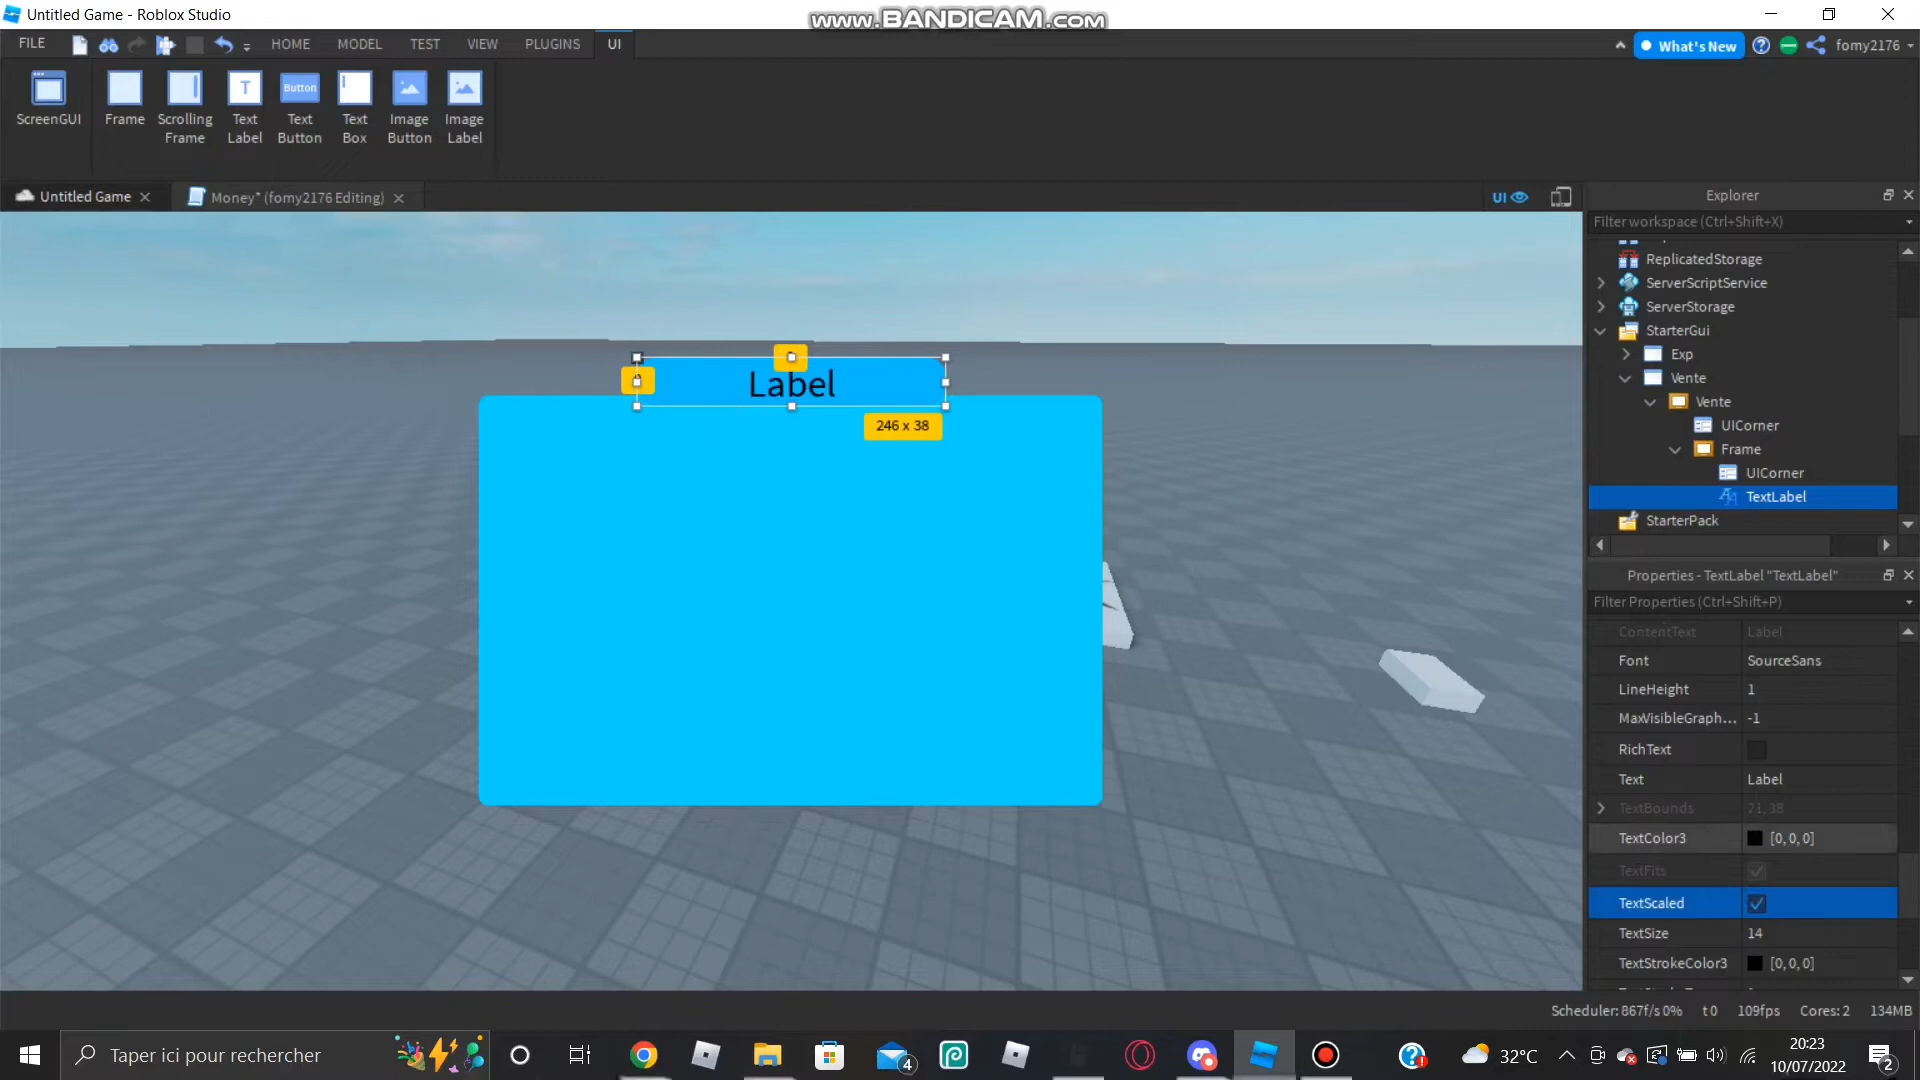 Untitled Game - Roblox Studio
www.BANDICAM.com
FILE
HOME
MODEL
TEST
VIEW
PLUGINS
UI
What's New
fomy2176
ScreenGUI
Frame
Scrolling Frame
Text Label
Button
Text Button
Text Box
Image Button
Image Label
Untitled Game
Money* (fomy2176 Editing)
UI
Explorer
Filter workspace (Ctrl+Shift+X)
ReplicatedStorage
ServerScriptService
ServerStorage
StarterGui
Exp
Vente
Vente
UICorner
Frame
UICorner
TextLabel
StarterPack
Label
246 x 38
Properties - TextLabel "TextLabel"
Filter Properties (Ctrl+Shift+P)
ContentText Label
Font SourceSans
LineHeight 1
MaxVisibleGraph... -1
RichText
Text Label
TextBounds 21, 38
TextColor3 [0, 0, 0]
TextFits
TextScaled
TextSize 14
TextStrokeColor3 [0, 0, 0]
Scheduler: 867f/s 0% t 0 109fps Cores: 2 134MB
Taper ici pour rechercher
4
32°C
20:23
10/07/2022
2